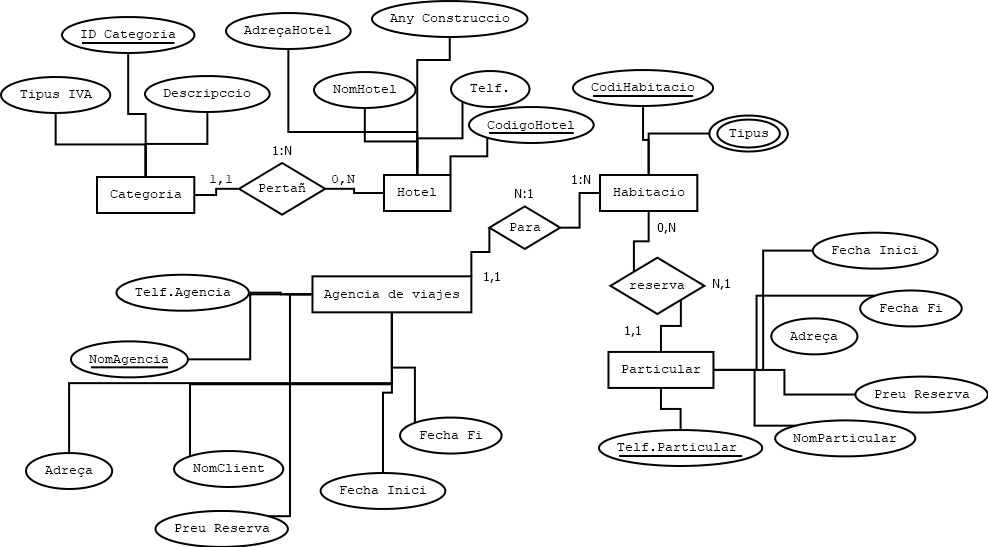 Any Construccio
AdreçaHotel
ID Categoria
NomHotel
Telf.
CodiHabitacio
Tipus IVA
Descripccio
CodigoHotel
Tipus
1:N
1,1
Pertañ
0,N
Categoria
Hotel
1:N
Habitacio
N:1
Para
0,N
Fecha Inici
1,1
reserva
N,1
Telf.Agencia
Agencia de viajes
Fecha Fi
1,1
Adreça
NomAgencia
Particular
Preu Reserva
Fecha Fi
NomParticular
Telf.Particular
Adreça
NomClient
Fecha Inici
Preu Reserva